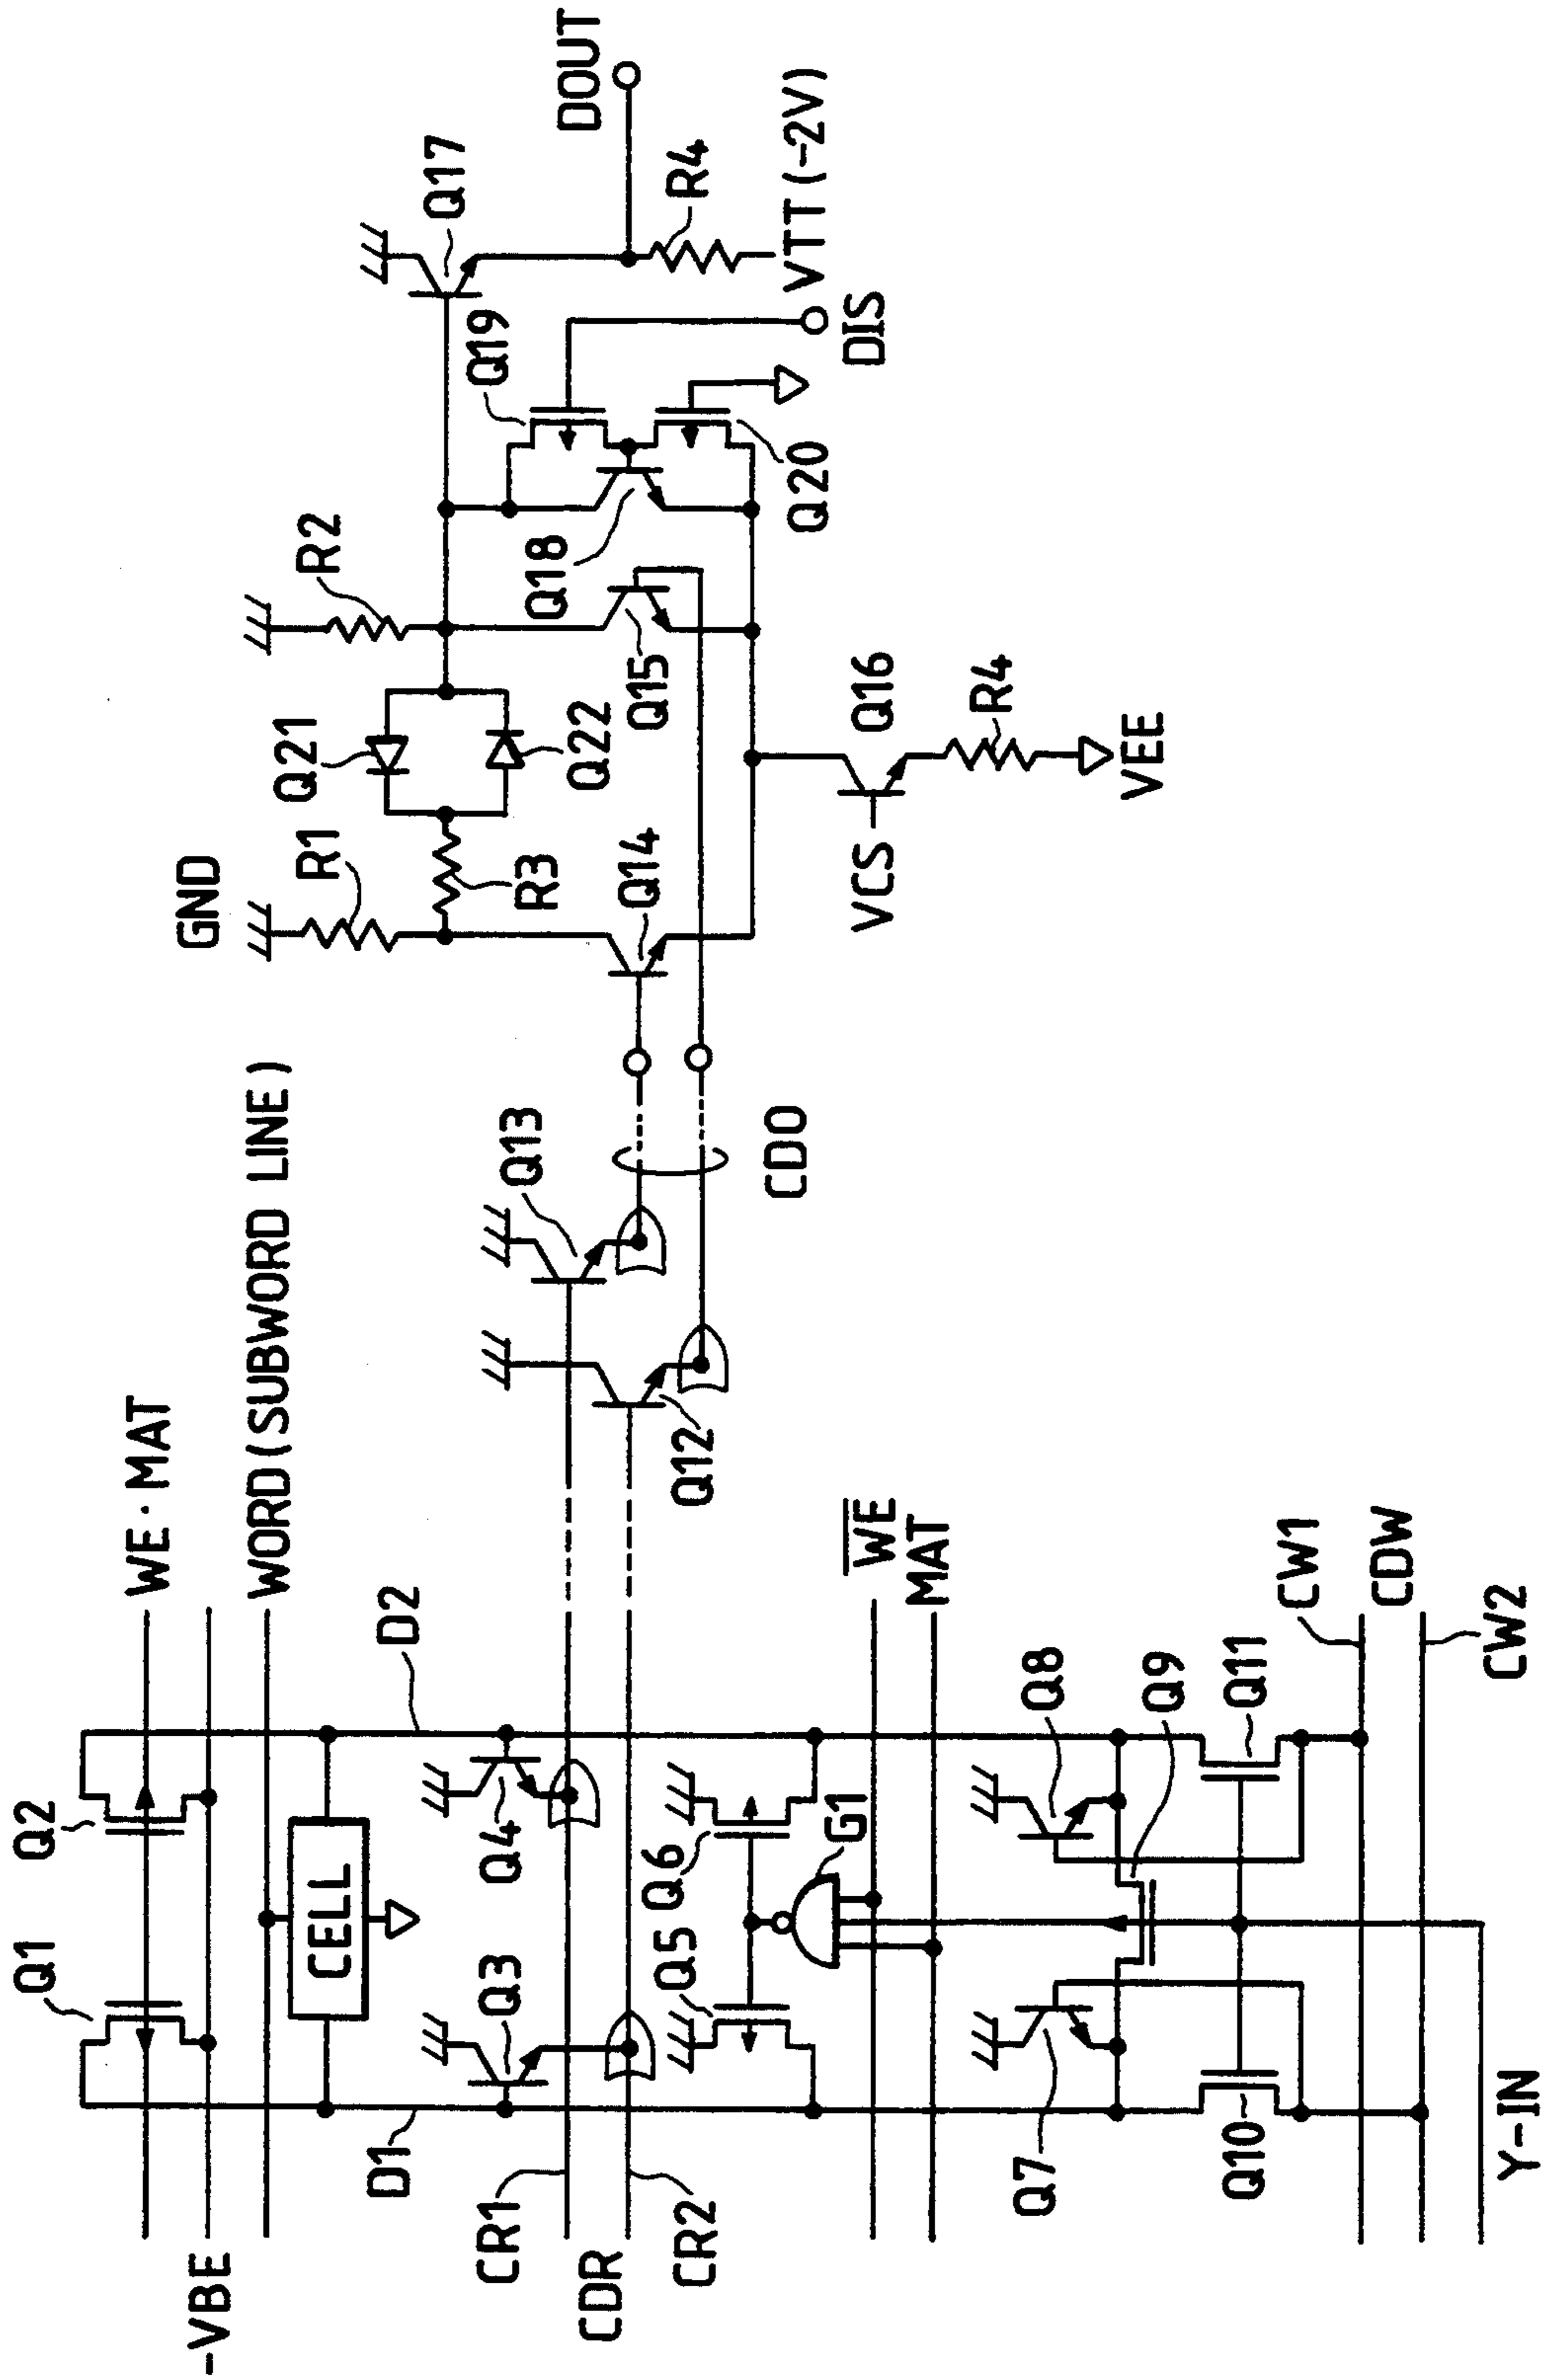 WE·MAT
-VBE
WORD(SUBWORD LINE)
Q1
Q2
CELL
D1
D2
Q3
Q4
CR1
CDR
CR2
Q5
Q6
G1
WE
MAT
Q7
Q8
Q9
Q10
Q11
CW1
CDW
CW2
Y-IN
Q12
Q13
CDO
GND
R1
R2
R3
Q21
Q22
Q14
Q15
Q16
VCS
R4
VEE
Q17
Q18
Q19
Q20
DIS
DOUT
R4
VTT(-2V)